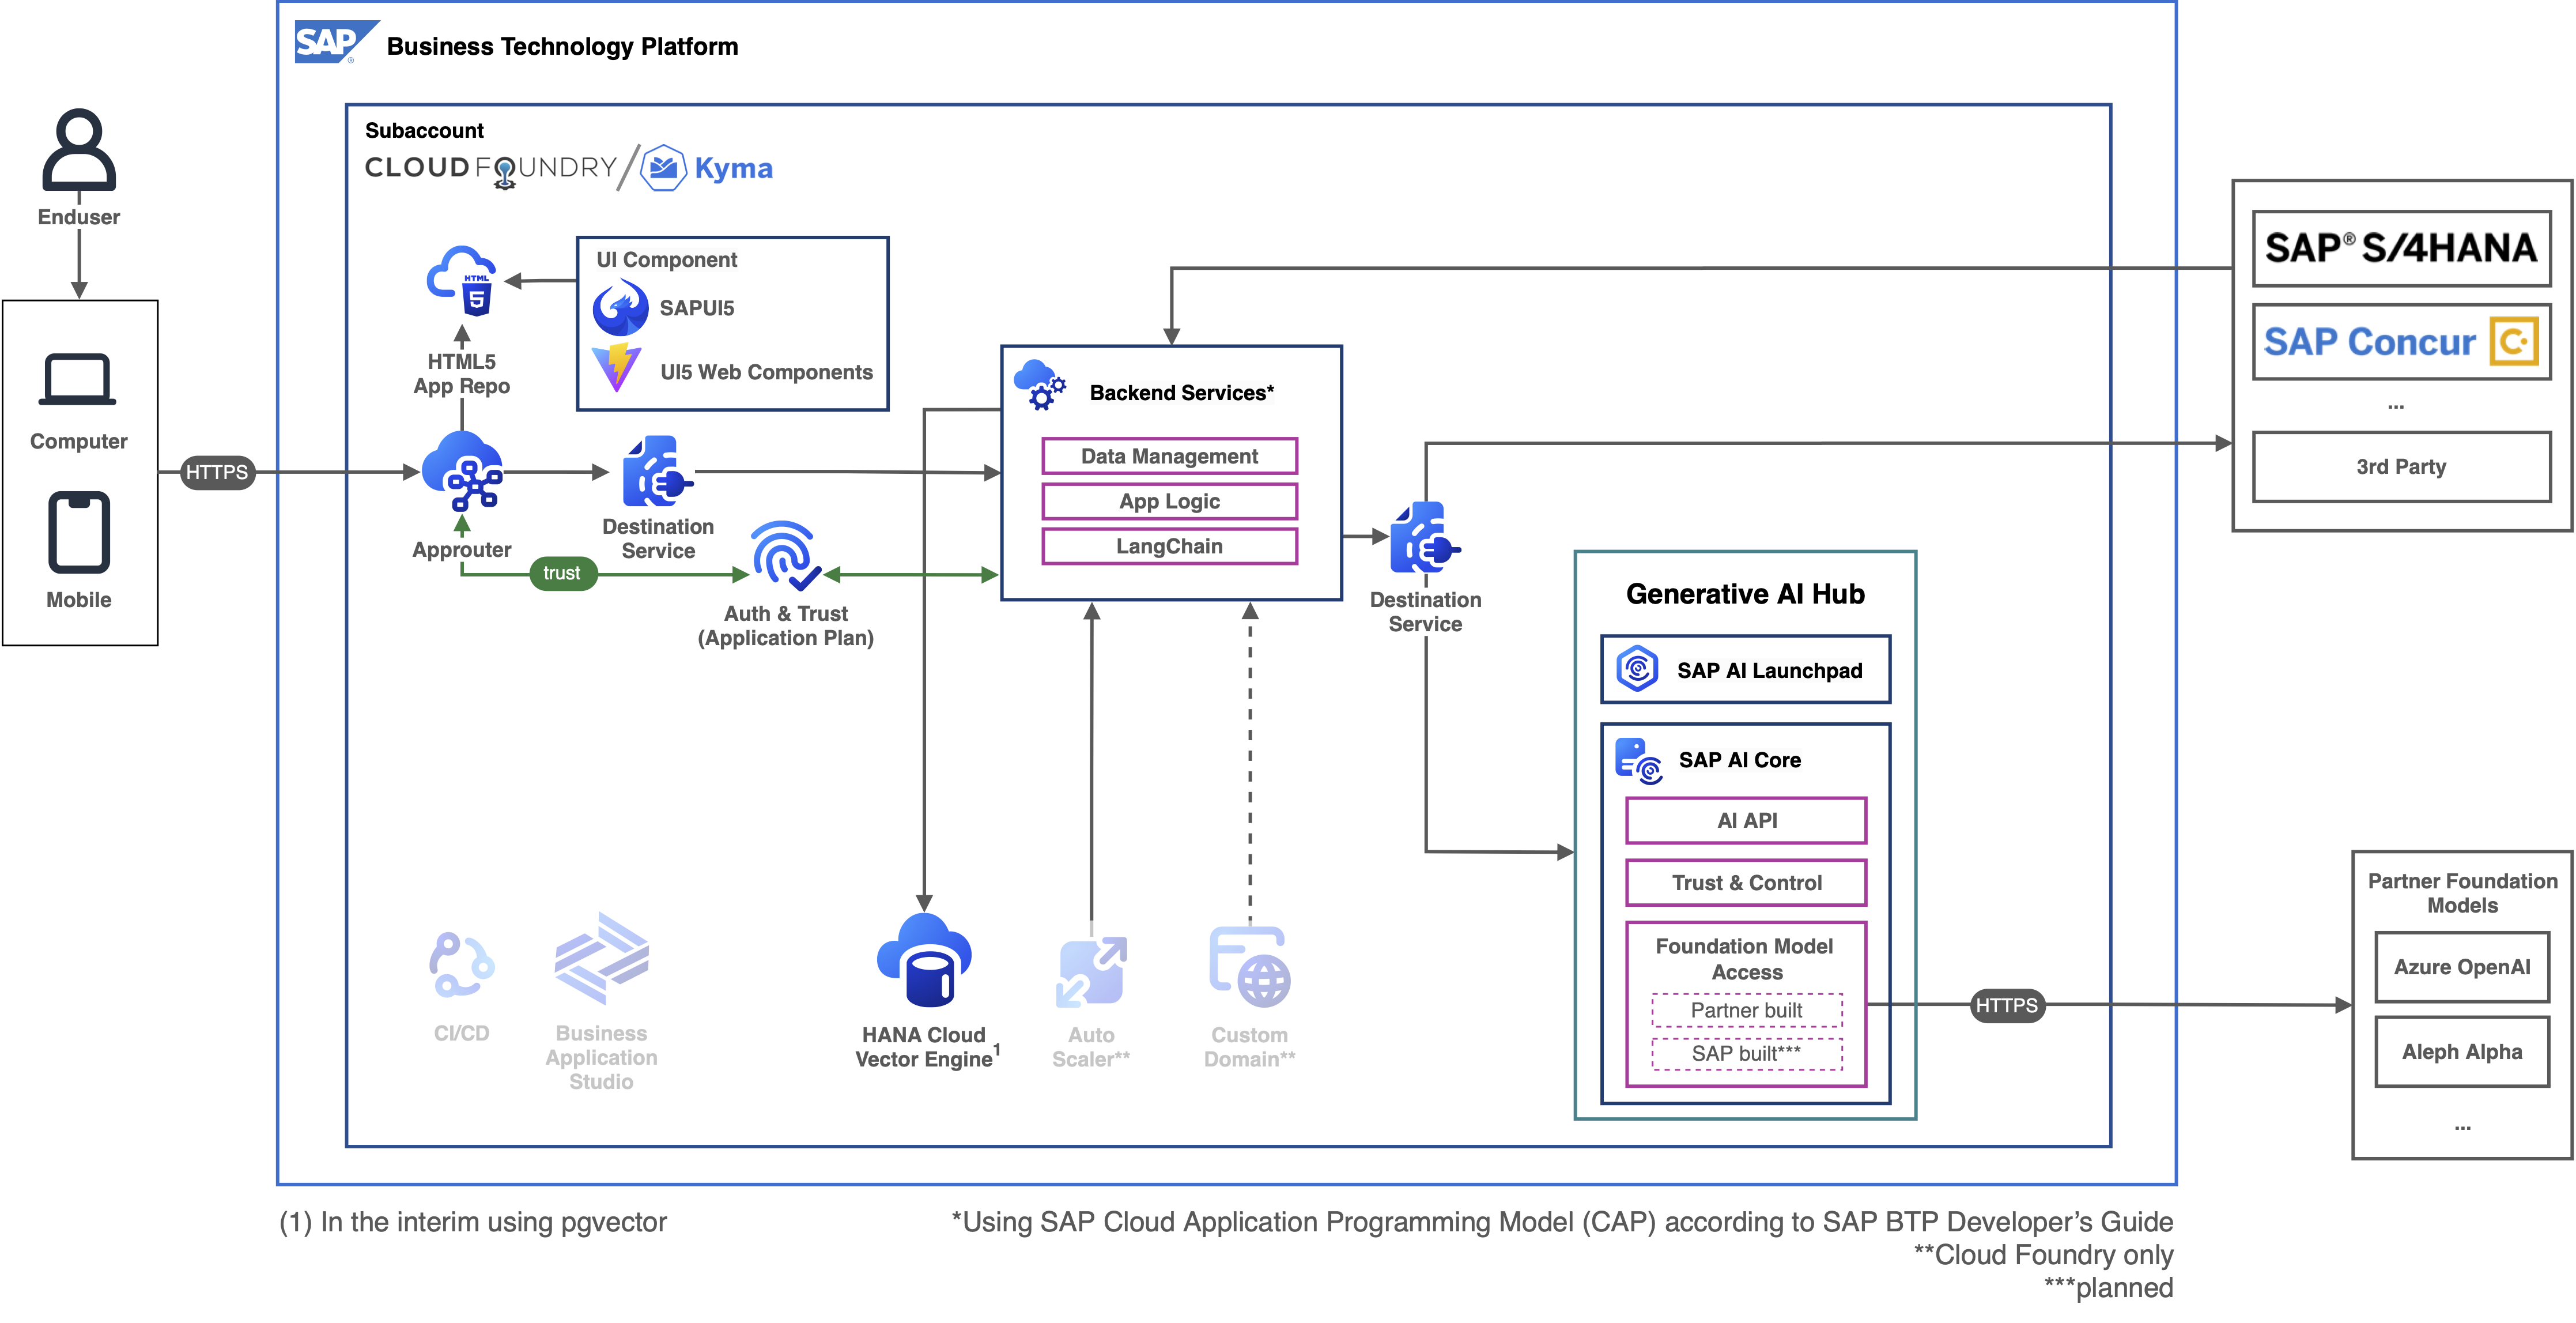 SAP®
Business Technology Platform
Subaccount
CLOUD FOUNDRY / Kyma
Enduser
Computer
Mobile
HTTPS
HTML
5
HTML5
App Repo
UI Component
SAPUI5
UI5 Web Components
Approuter
Destination
Service
trust
Auth & Trust
(Application Plan)
Backend Services*
Data Management
App Logic
LangChain
Destination
Service
SAP® S/4HANA
SAP Concur C
...
3rd Party
Generative AI Hub
SAP AI Launchpad
SAP AI Core
AI API
Trust & Control
Foundation Model
Access
Partner built
SAP built***
HTTPS
Partner Foundation
Models
Azure OpenAI
Aleph Alpha
...
CI/CD
Business
Application
Studio
HANA Cloud
Vector Engine1
Auto
Scaler**
Custom
Domain**
(1) In the interim using pgvector
*Using SAP Cloud Application Programming Model (CAP) according to SAP BTP Developer’s Guide
**Cloud Foundry only
***planned